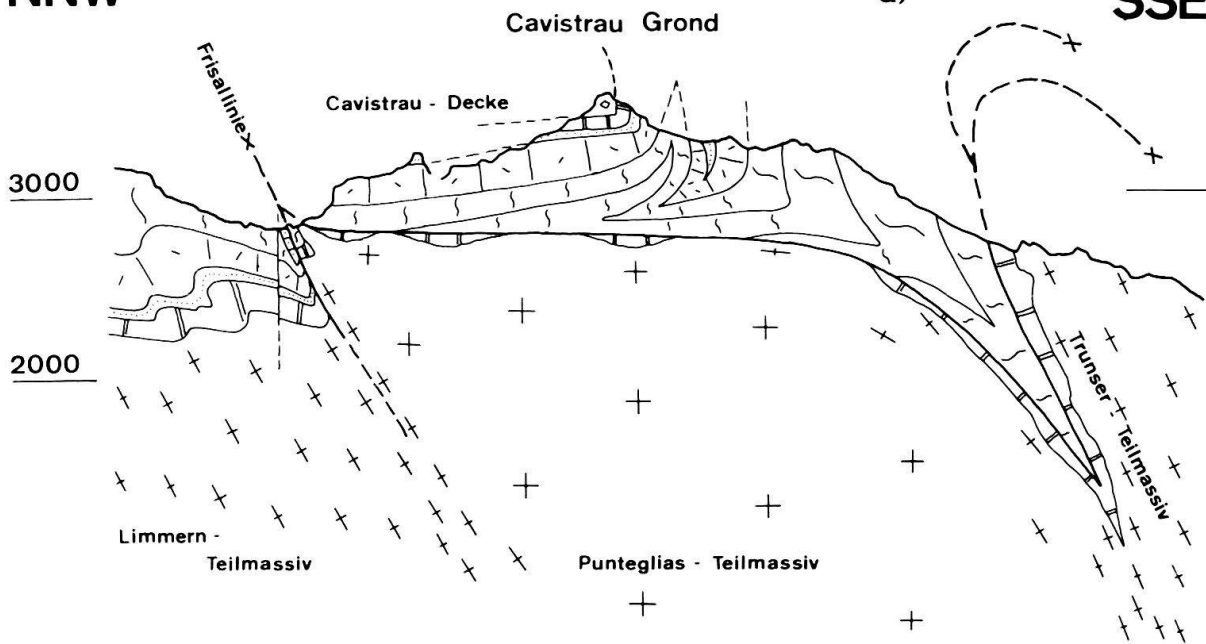 NNW
a)
SSE
Cavistrau Grond
Frisallinie
Cavistrau - Decke
3000
2000
Trunser - Teilmassiv
Limmern -
Teilmassiv
Punteglias - Teilmassiv